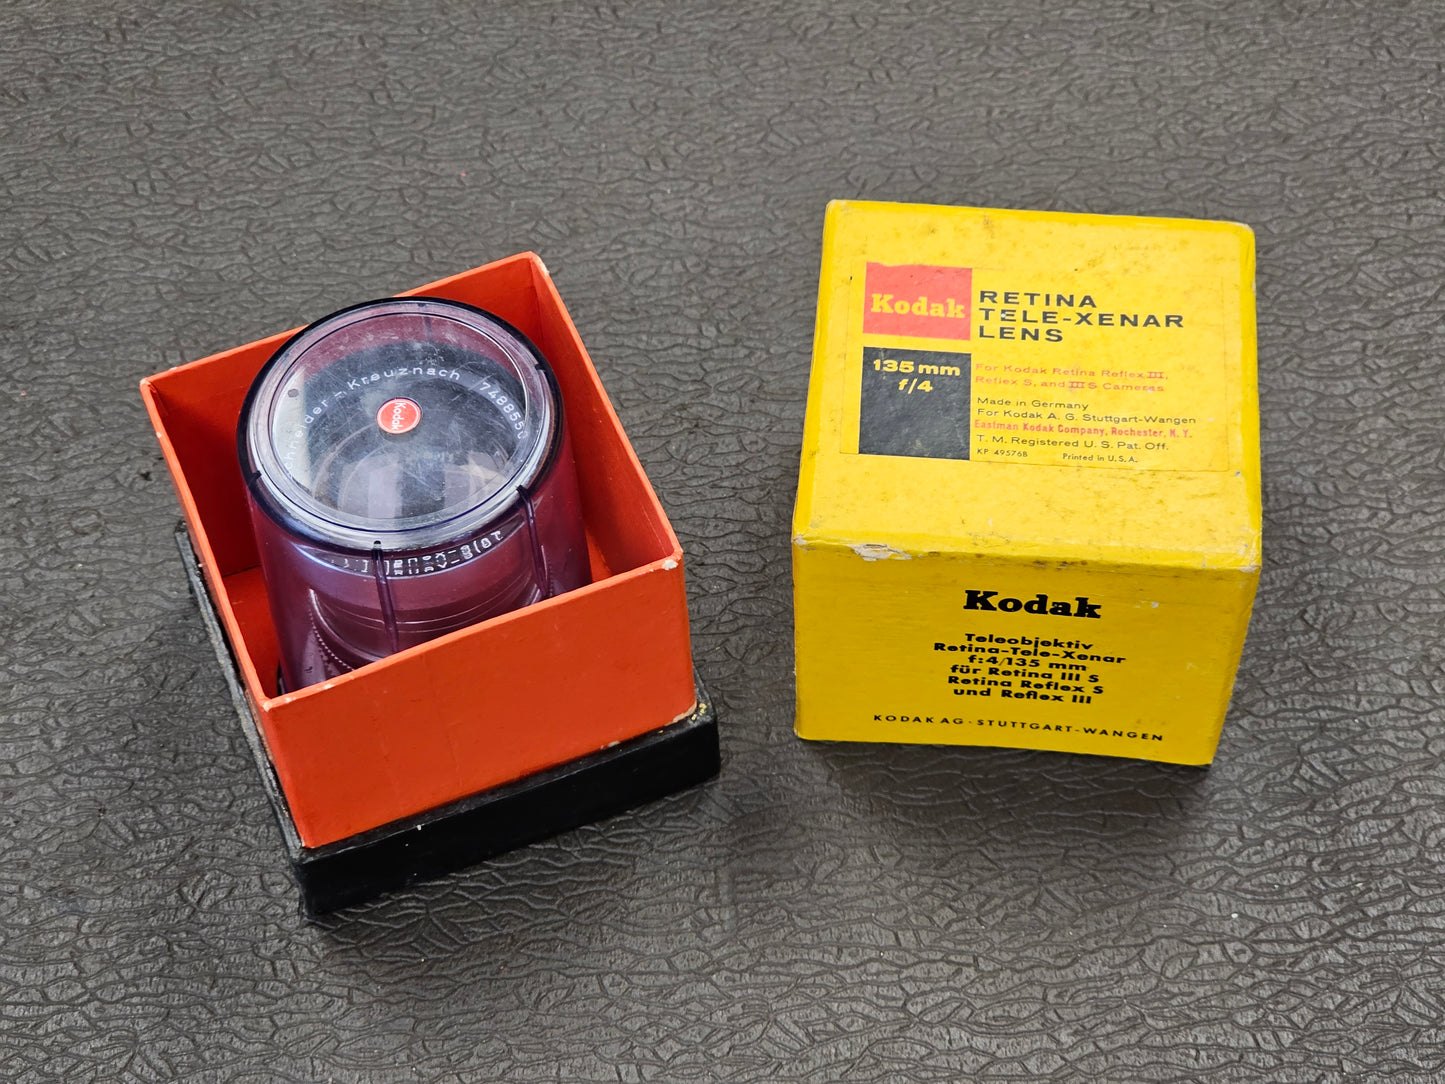 Kreuznach 7488550
Kodak
Kodak
RETINA
TELE-XENAR
LENS
135 mm
f/4
For Kodak Retina Reflex III,
Reflex S, and III S Cameras
Made in Germany
For Kodak A. G. Stuttgart-Wangen
Eastman Kodak Company, Rochester, N. Y.
T. M. Registered U. S. Pat. Off.
KP 49576B Printed in U. S. A.
Kodak
Teleobjektiv
Retina-Tele-Xenar
f:4/135 mm
für Retina III S
Retina Reflex S
und Reflex III
KODAK AG · STUTTGART-WANGEN